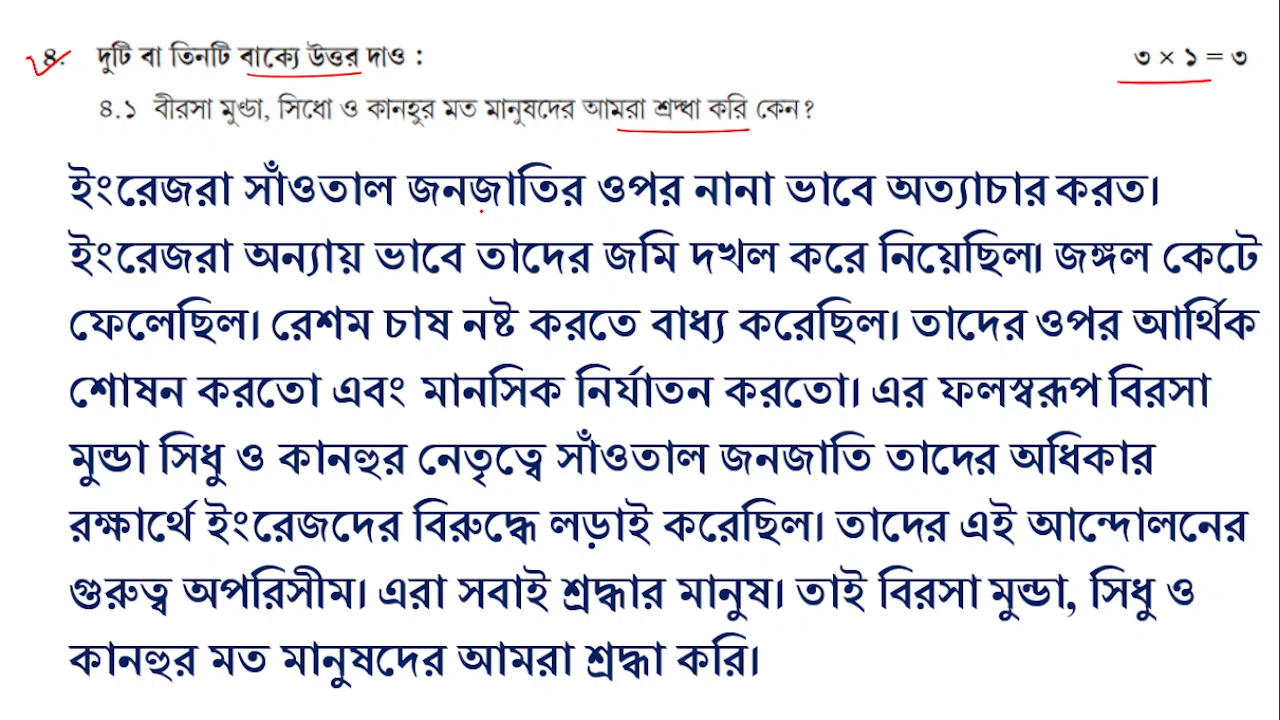 ৪. দুটি বা তিনটি বাক্যে উত্তর দাও : ৩ × ১ = ৩
৪.১ বীরসা মুণ্ডা, সিধো ও কানহুর মত মানুষদের আমরা শ্রদ্ধা করি কেন?
ইংরেজরা সাঁওতাল জনজাতির ওপর নানা ভাবে অত্যাচার করত।
ইংরেজরা অন্যায় ভাবে তাদের জমি দখল করে নিয়েছিল। জঙ্গল কেটে
ফেলেছিল। রেশম চাষ নষ্ট করতে বাধ্য করেছিল। তাদের ওপর আর্থিক
শোষন করতো এবং মানসিক নির্যাতন করতো। এর ফলস্বরূপ বিরসা
মুন্ডা সিধু ও কানহুর নেতৃত্বে সাঁওতাল জনজাতি তাদের অধিকার
রক্ষার্থে ইংরেজদের বিরুদ্ধে লড়াই করেছিল। তাদের এই আন্দোলনের
গুরুত্ব অপরিসীম। এরা সবাই শ্রদ্ধার মানুষ। তাই বিরসা মুন্ডা, সিধু ও
কানহুর মত মানুষদের আমরা শ্রদ্ধা করি।